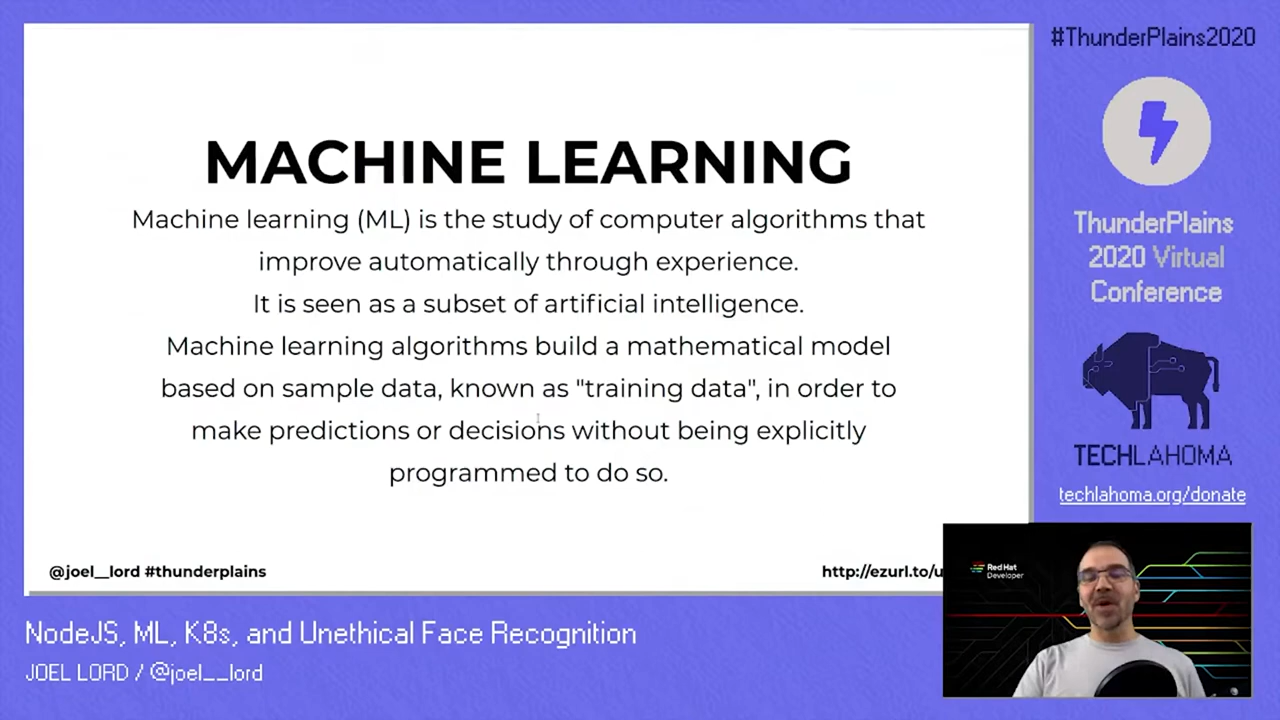 MACHINE LEARNING
Machine learning (ML) is the study of computer algorithms that
improve automatically through experience.
It is seen as a subset of artificial intelligence.
Machine learning algorithms build a mathematical model
based on sample data, known as "training data", in order to
make predictions or decisions without being explicitly
programmed to do so.
@joel__lord #thunderplains
http://ezurl.to/u
#ThunderPlains2020
ThunderPlains
2020 Virtual
Conference
TECHLAHOMA
techlahoma.org/donate
Red Hat
Developer
NodeJS, ML, K8s, and Unethical Face Recognition
JOEL LORD / @joel__lord